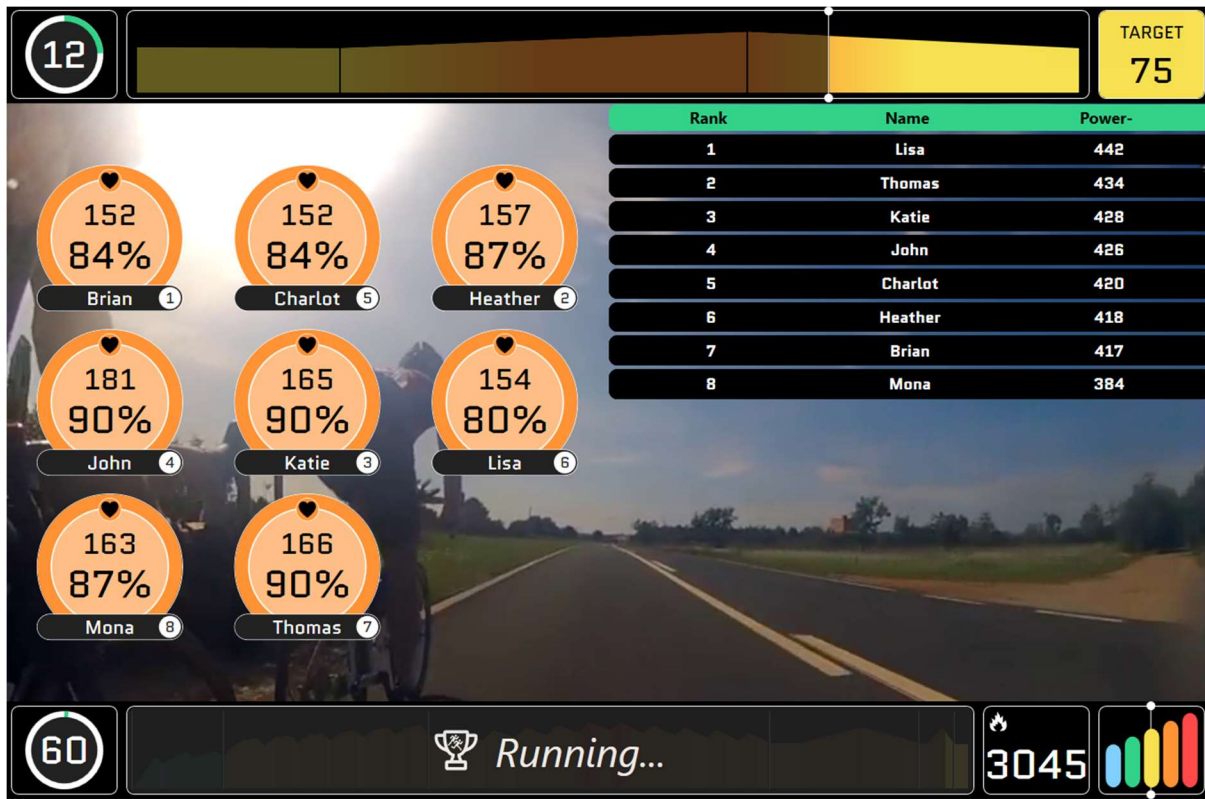 12
TARGET
75
Rank Name Power-
1 Lisa 442
2 Thomas 434
3 Katie 428
4 John 426
5 Charlot 420
6 Heather 418
7 Brian 417
8 Mona 384
152
84%
Brian 1
152
84%
Charlot 5
157
87%
Heather 2
181
90%
John 4
165
90%
Katie 3
154
80%
Lisa 6
163
87%
Mona 8
166
90%
Thomas 7
60
Running...
3045